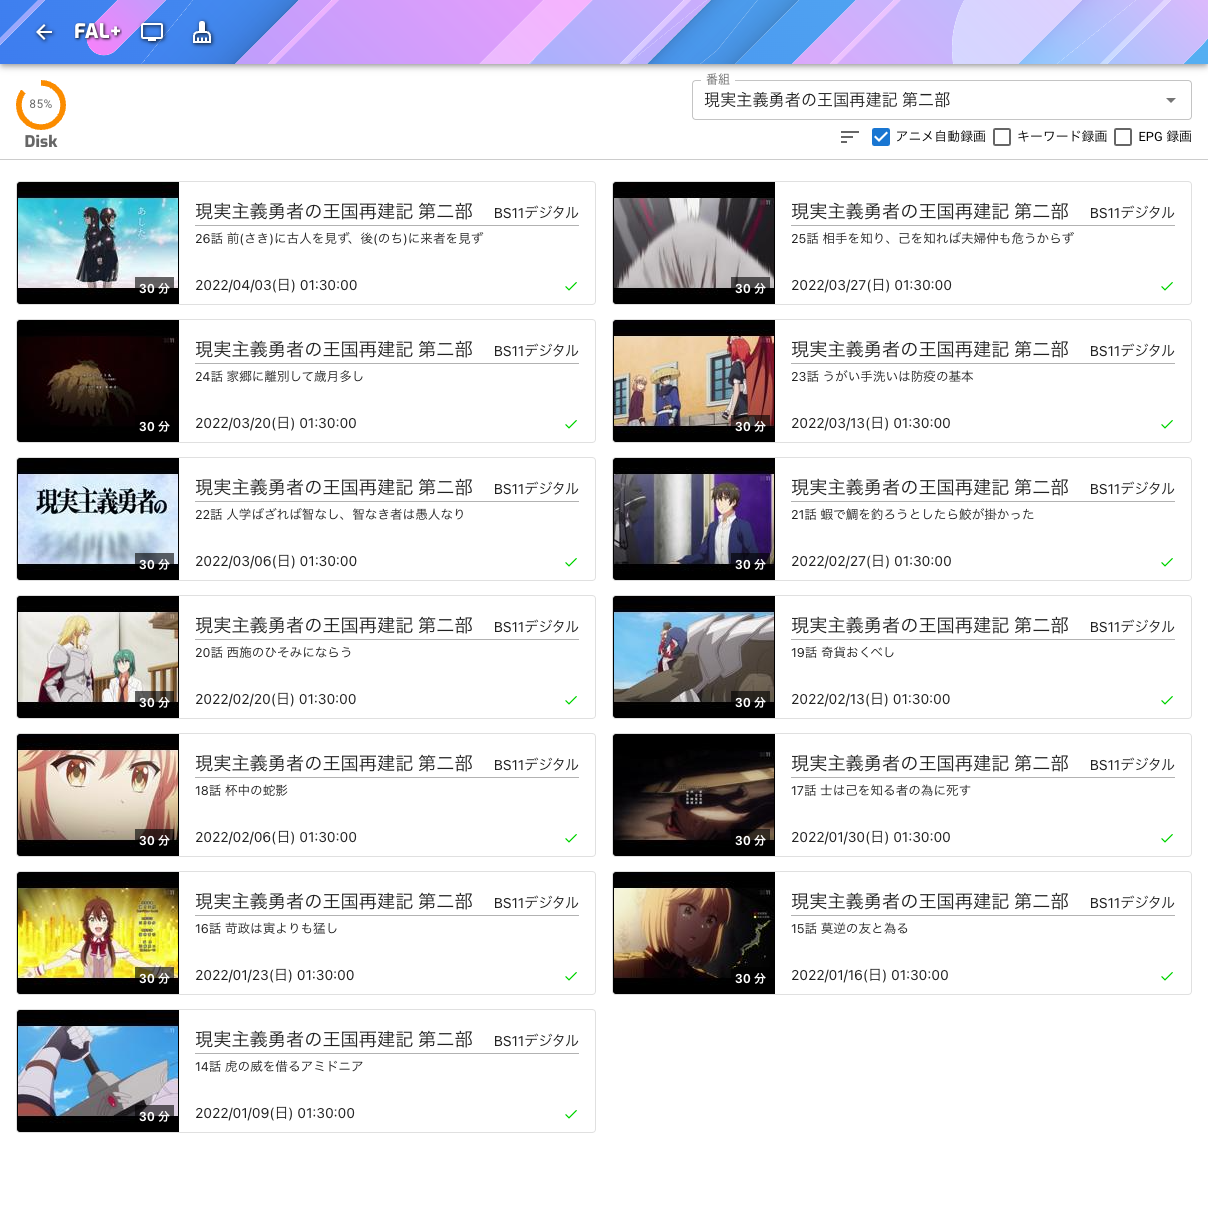 FAL+
85%
Disk
番組
現実主義勇者の王国再建記 第二部
アニメ自動録画
キーワード録画
EPG 録画
あした
30 分
現実主義勇者の王国再建記 第二部 BS11デジタル
26話 前(さき)に古人を見ず、後(のち)に来者を見ず
2022/04/03(日) 01:30:00
30 分
現実主義勇者の王国再建記 第二部 BS11デジタル
25話 相手を知り、己を知れば夫婦仲も危うからず
2022/03/27(日) 01:30:00
30 分
現実主義勇者の王国再建記 第二部 BS11デジタル
24話 家郷に離別して歳月多し
2022/03/20(日) 01:30:00
30 分
現実主義勇者の王国再建記 第二部 BS11デジタル
23話 うがい手洗いは防疫の基本
2022/03/13(日) 01:30:00
現実主義勇者の
30 分
現実主義勇者の王国再建記 第二部 BS11デジタル
22話 人学ばざれば智なし、智なき者は愚人なり
2022/03/06(日) 01:30:00
30 分
現実主義勇者の王国再建記 第二部 BS11デジタル
21話 蝦で鯛を釣ろうとしたら鮫が掛かった
2022/02/27(日) 01:30:00
30 分
現実主義勇者の王国再建記 第二部 BS11デジタル
20話 西施のひそみにならう
2022/02/20(日) 01:30:00
30 分
現実主義勇者の王国再建記 第二部 BS11デジタル
19話 奇貨おくべし
2022/02/13(日) 01:30:00
30 分
現実主義勇者の王国再建記 第二部 BS11デジタル
18話 杯中の蛇影
2022/02/06(日) 01:30:00
30 分
現実主義勇者の王国再建記 第二部 BS11デジタル
17話 士は己を知る者の為に死す
2022/01/30(日) 01:30:00
30 分
現実主義勇者の王国再建記 第二部 BS11デジタル
16話 苛政は寅よりも猛し
2022/01/23(日) 01:30:00
30 分
現実主義勇者の王国再建記 第二部 BS11デジタル
15話 莫逆の友と為る
2022/01/16(日) 01:30:00
30 分
現実主義勇者の王国再建記 第二部 BS11デジタル
14話 虎の威を借るアミドニア
2022/01/09(日) 01:30:00